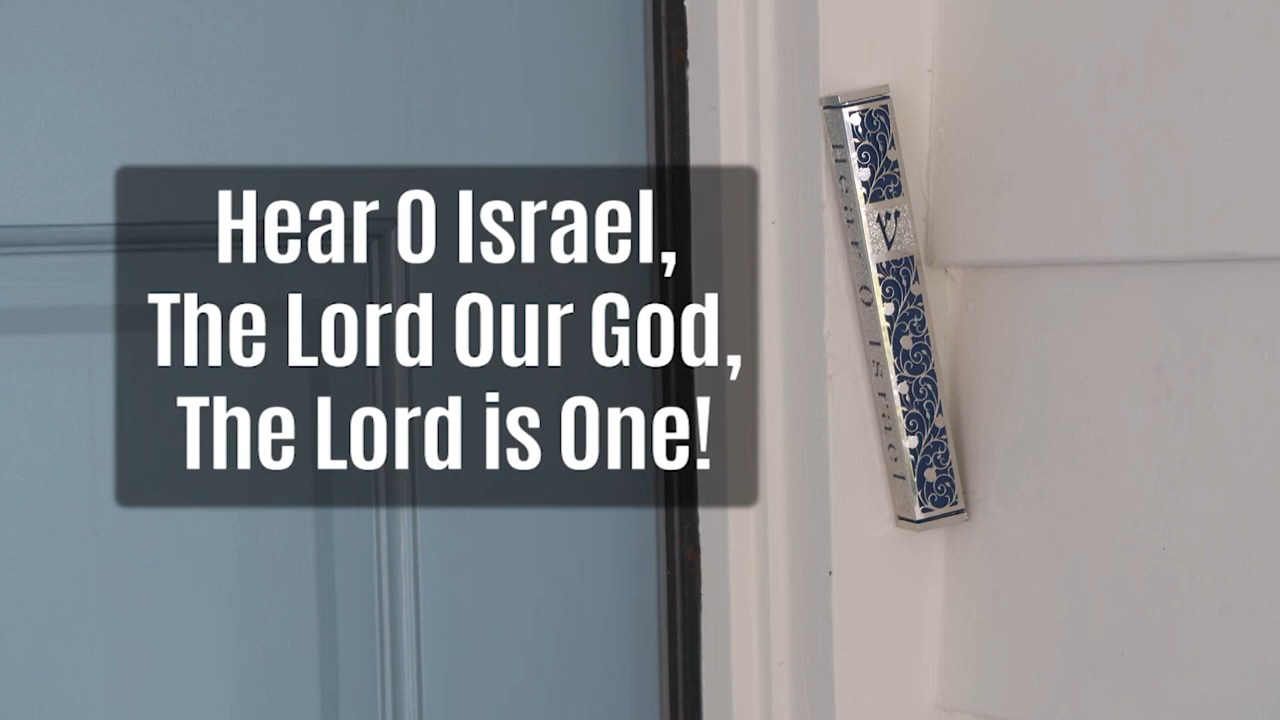 Hear O Israel,
The Lord Our God,
The Lord is One!
ש
Hear O Israel